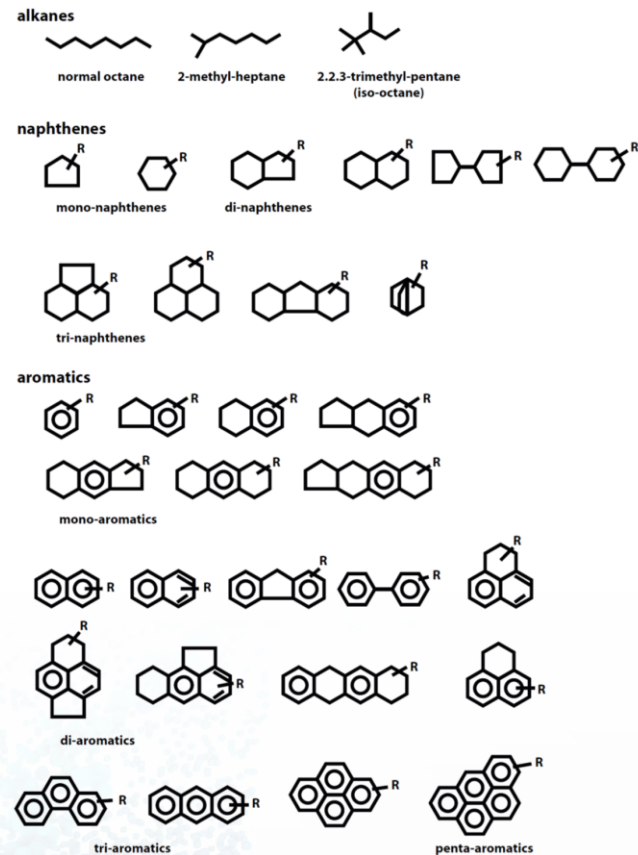 alkanes
normal octane 2-methyl-heptane 2.2.3-trimethyl-pentane
(iso-octane)
naphthenes
R R R R R R
mono-naphthenes di-naphthenes
R R R R
tri-naphthenes
aromatics
R R R R
R R R
mono-aromatics
R R R R R
R R R R
di-aromatics
R R R R
tri-aromatics penta-aromatics